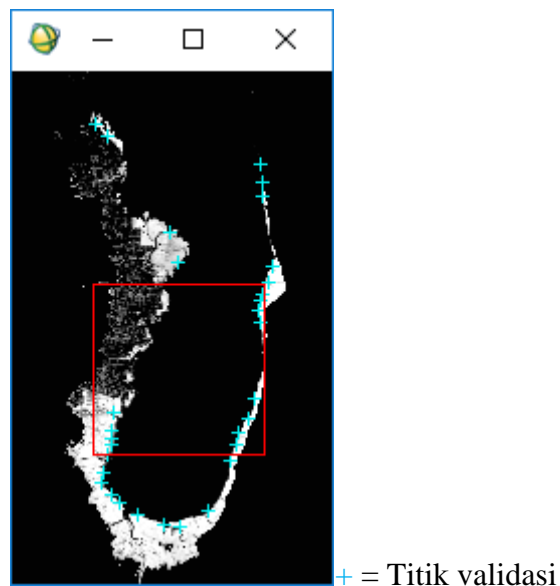 + = Titik validasi